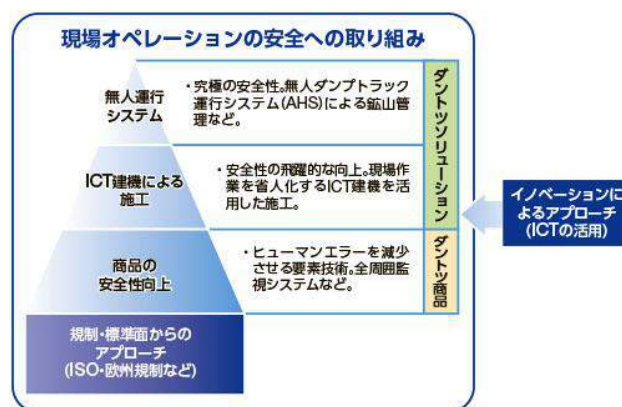 現場オペレーションの安全への取り組み
無人運行
システム
・究極の安全性。無人ダンプトラック
運行システム(AHS)による鉱山管
理など。
ICT建機による
施工
・安全性の飛躍的な向上。現場作
業を省人化するICT建機を活
用した施工。
商品の
安全性向上
・ヒューマンエラーを減少
させる要素技術。全周囲監
視システムなど。
規制・標準面からの
アプローチ
(ISO・欧州規制など)
ダントツソリューション
ダントツ商品
イノベーションに
よるアプローチ
(ICTの活用)